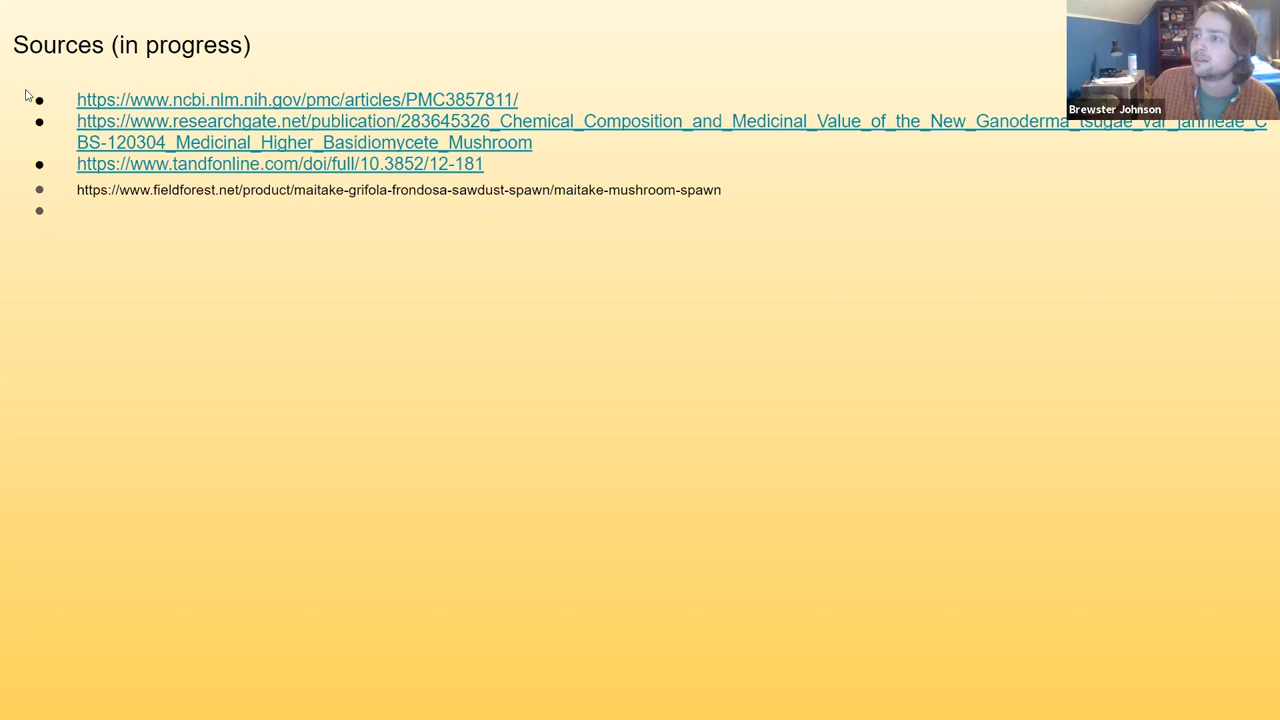 Sources (in progress)
https://www.ncbi.nlm.nih.gov/pmc/articles/PMC3857811/
https://www.researchgate.net/publication/283645326_Chemical_Composition_and_Medicinal_Value_of_the_New_Ganoderma_tsugae_var_jannieae_C
BS-120304_Medicinal_Higher_Basidiomycete_Mushroom
https://www.tandfonline.com/doi/full/10.3852/12-181
https://www.fieldforest.net/product/maitake-grifola-frondosa-sawdust-spawn/maitake-mushroom-spawn
Brewster Johnson